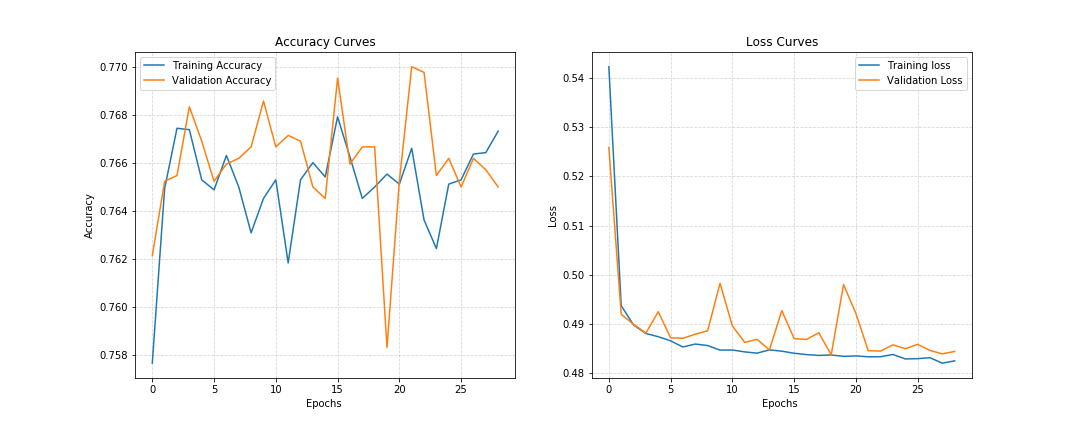 Accuracy Curves
Training Accuracy
Validation Accuracy
0.770
0.768
0.766
0.764
0.762
0.760
0.758
Accuracy
0 5 10 15 20 25
Epochs
Loss Curves
Training loss
Validation Loss
0.54
0.53
0.52
0.51
0.50
0.49
0.48
Loss
0 5 10 15 20 25
Epochs